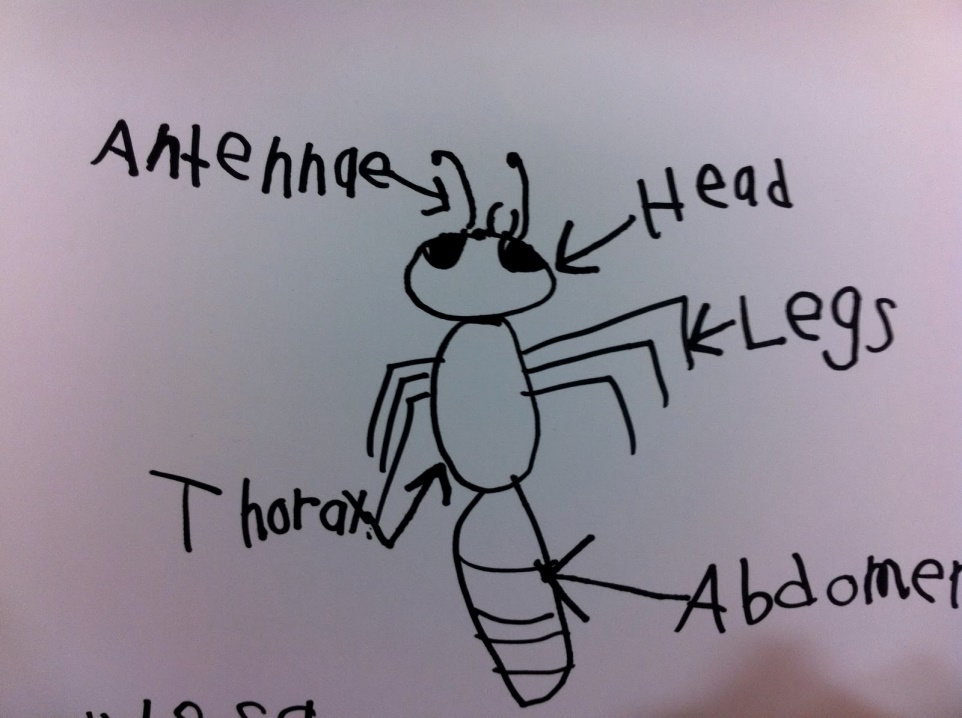 Antennae
Head
Legs
Thorax
Abdomen